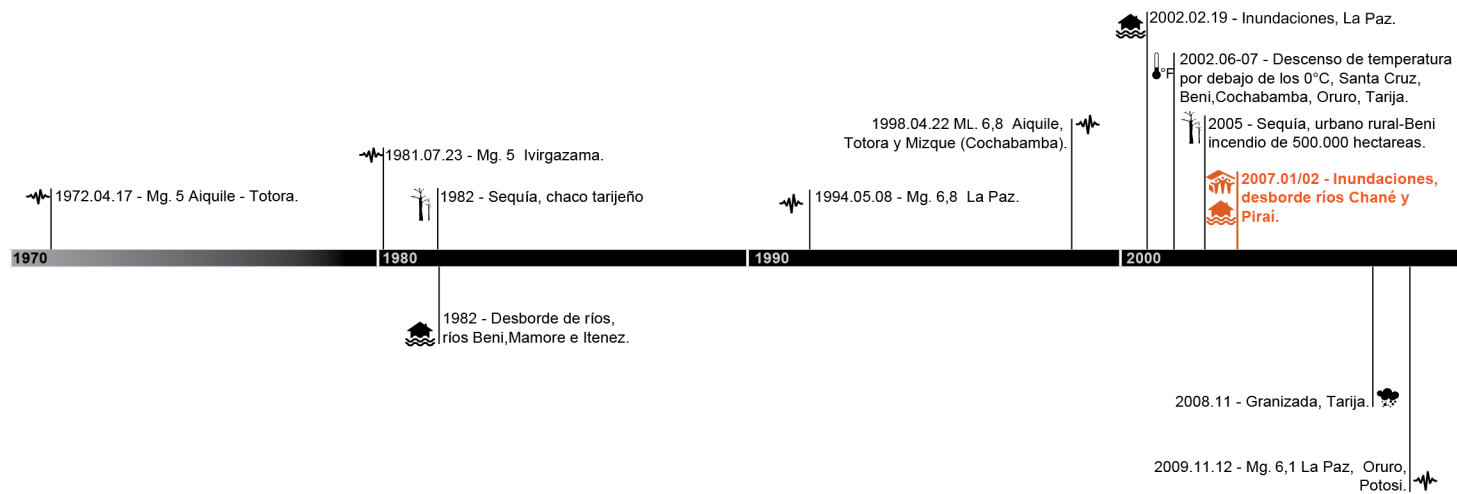 2002.02.19 - Inundaciones, La Paz.
°F
2002.06-07 - Descenso de temperatura
por debajo de los 0°C, Santa Cruz,
Beni,Cochabamba, Oruro, Tarija.
1998.04.22 ML. 6,8 Aiquile,
Totora y Mizque (Cochabamba).
2005 - Sequía, urbano rural-Beni
incendio de 500.000 hectareas.
1981.07.23 - Mg. 5 Ivirgazama.
1972.04.17 - Mg. 5 Aiquile - Totora.
1982 - Sequía, chaco tarijeño
1994.05.08 - Mg. 6,8 La Paz.
2007.01/02 - Inundaciones,
desborde ríos Chané y
Piraí.
1970
1980
1990
2000
1982 - Desborde de ríos,
ríos Beni,Mamore e Itenez.
2008.11 - Granizada, Tarija.
2009.11.12 - Mg. 6,1 La Paz, Oruro,
Potosi.